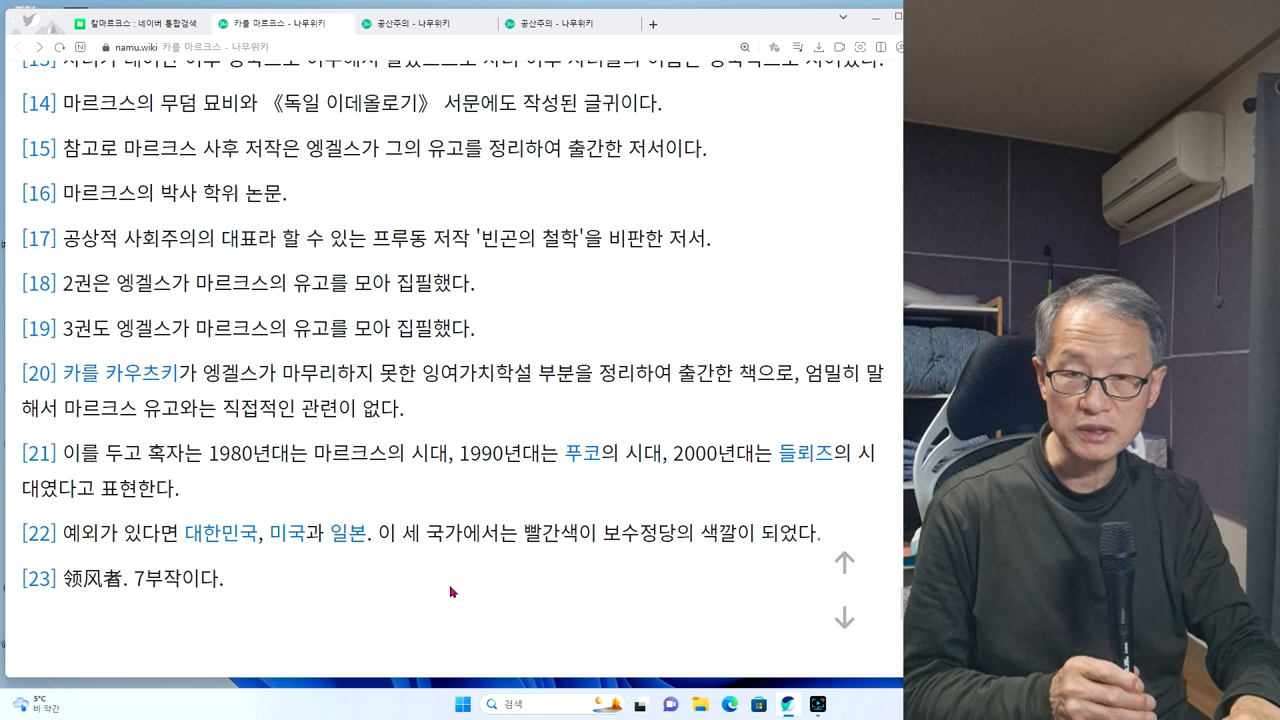 칼마르크스 : 네이버 통합검색
카를 마르크스 - 나무위키
공산주의 - 나무위키
공산주의 - 나무위키
namu.wiki 카를 마르크스 - 나무위키
[14] 마르크스의 무덤 묘비와 《독일 이데올로기》 서문에도 작성된 글귀이다.
[15] 참고로 마르크스 사후 저작은 엥겔스가 그의 유고를 정리하여 출간한 저서이다.
[16] 마르크스의 박사 학위 논문.
[17] 공상적 사회주의의 대표라 할 수 있는 프루동 저작 '빈곤의 철학'을 비판한 저서.
[18] 2권은 엥겔스가 마르크스의 유고를 모아 집필했다.
[19] 3권도 엥겔스가 마르크스의 유고를 모아 집필했다.
[20] 카를 카우츠키가 엥겔스가 마무리하지 못한 잉여가치학설 부분을 정리하여 출간한 책으로, 엄밀히 말
해서 마르크스 유고와는 직접적인 관련이 없다.
[21] 이를 두고 혹자는 1980년대는 마르크스의 시대, 1990년대는 푸코의 시대, 2000년대는 들뢰즈의 시
대였다고 표현한다.
[22] 예외가 있다면 대한민국, 미국과 일본. 이 세 국가에서는 빨간색이 보수정당의 색깔이 되었다.
[23] 领风者. 7부작이다.
5°C
비 약간
검색